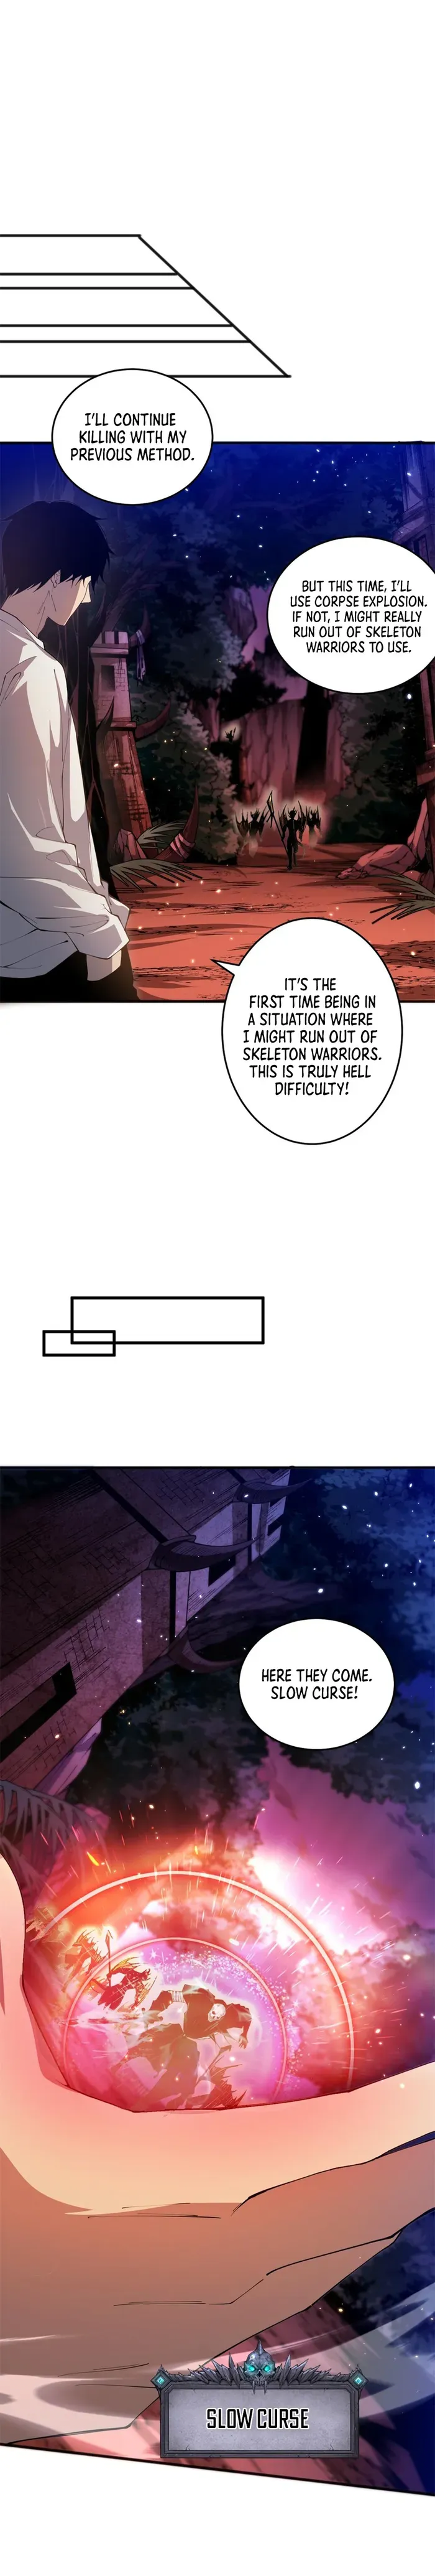 I'LL CONTINUE
KILLING WITH MY
PREVIOUS METHOD.
BUT THIS TIME, I'LL
USE CORPSE EXPLOSION.
IF NOT, I MIGHT REALLY
RUN OUT OF SKELETON
WARRIORS TO USE.
IT'S THE
FIRST TIME BEING IN
A SITUATION WHERE
I MIGHT RUN OUT OF
SKELETON WARRIORS.
THIS IS TRULY HELL
DIFFICULTY!
HERE THEY COME.
SLOW CURSE!
SLOW CURSE